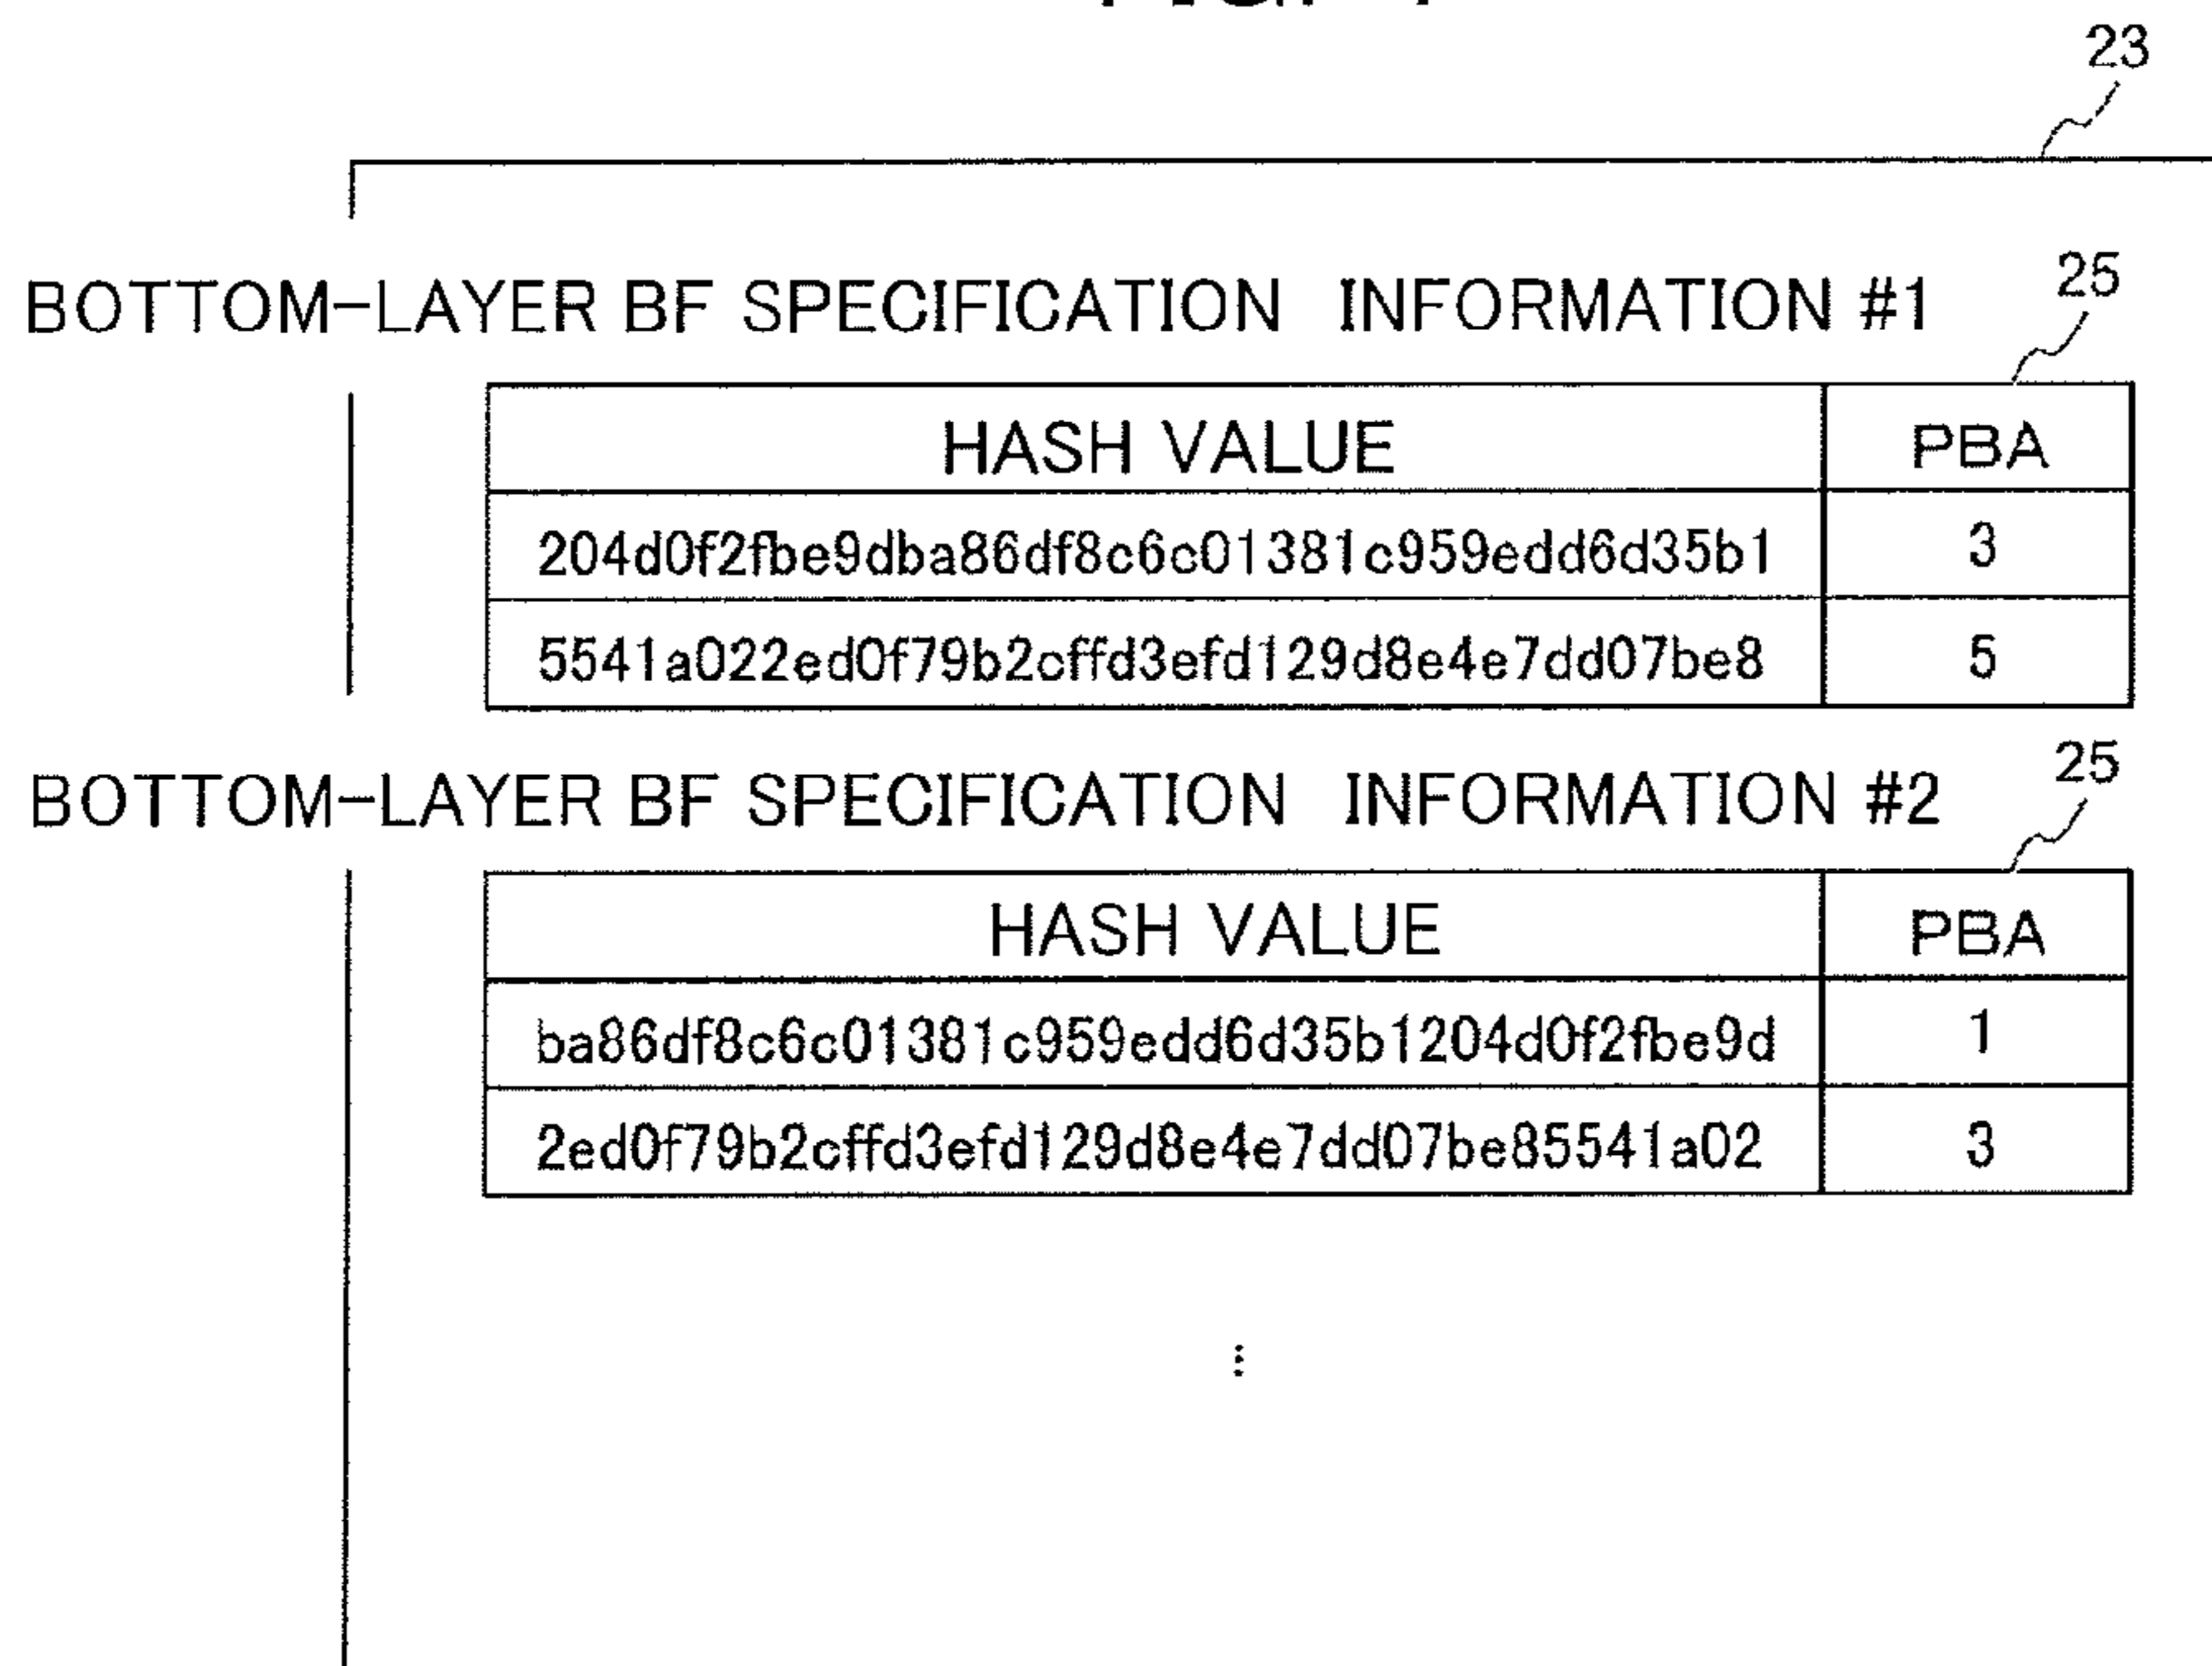 23
BOTTOM-LAYER BF SPECIFICATION INFORMATION #1
25
HASH VALUE PBA
204d0f2fbe9dba86df8c6c01381c959edd6d35b1 3
5541a022ed0f79b2cffd3efd129d8e4e7dd07be8 5
BOTTOM-LAYER BF SPECIFICATION INFORMATION #2
25
HASH VALUE PBA
ba86df8c6c01381c959edd6d35b1204d0f2fbe9d 1
2ed0f79b2cffd3efd129d8e4e7dd07be85541a02 3
⋮